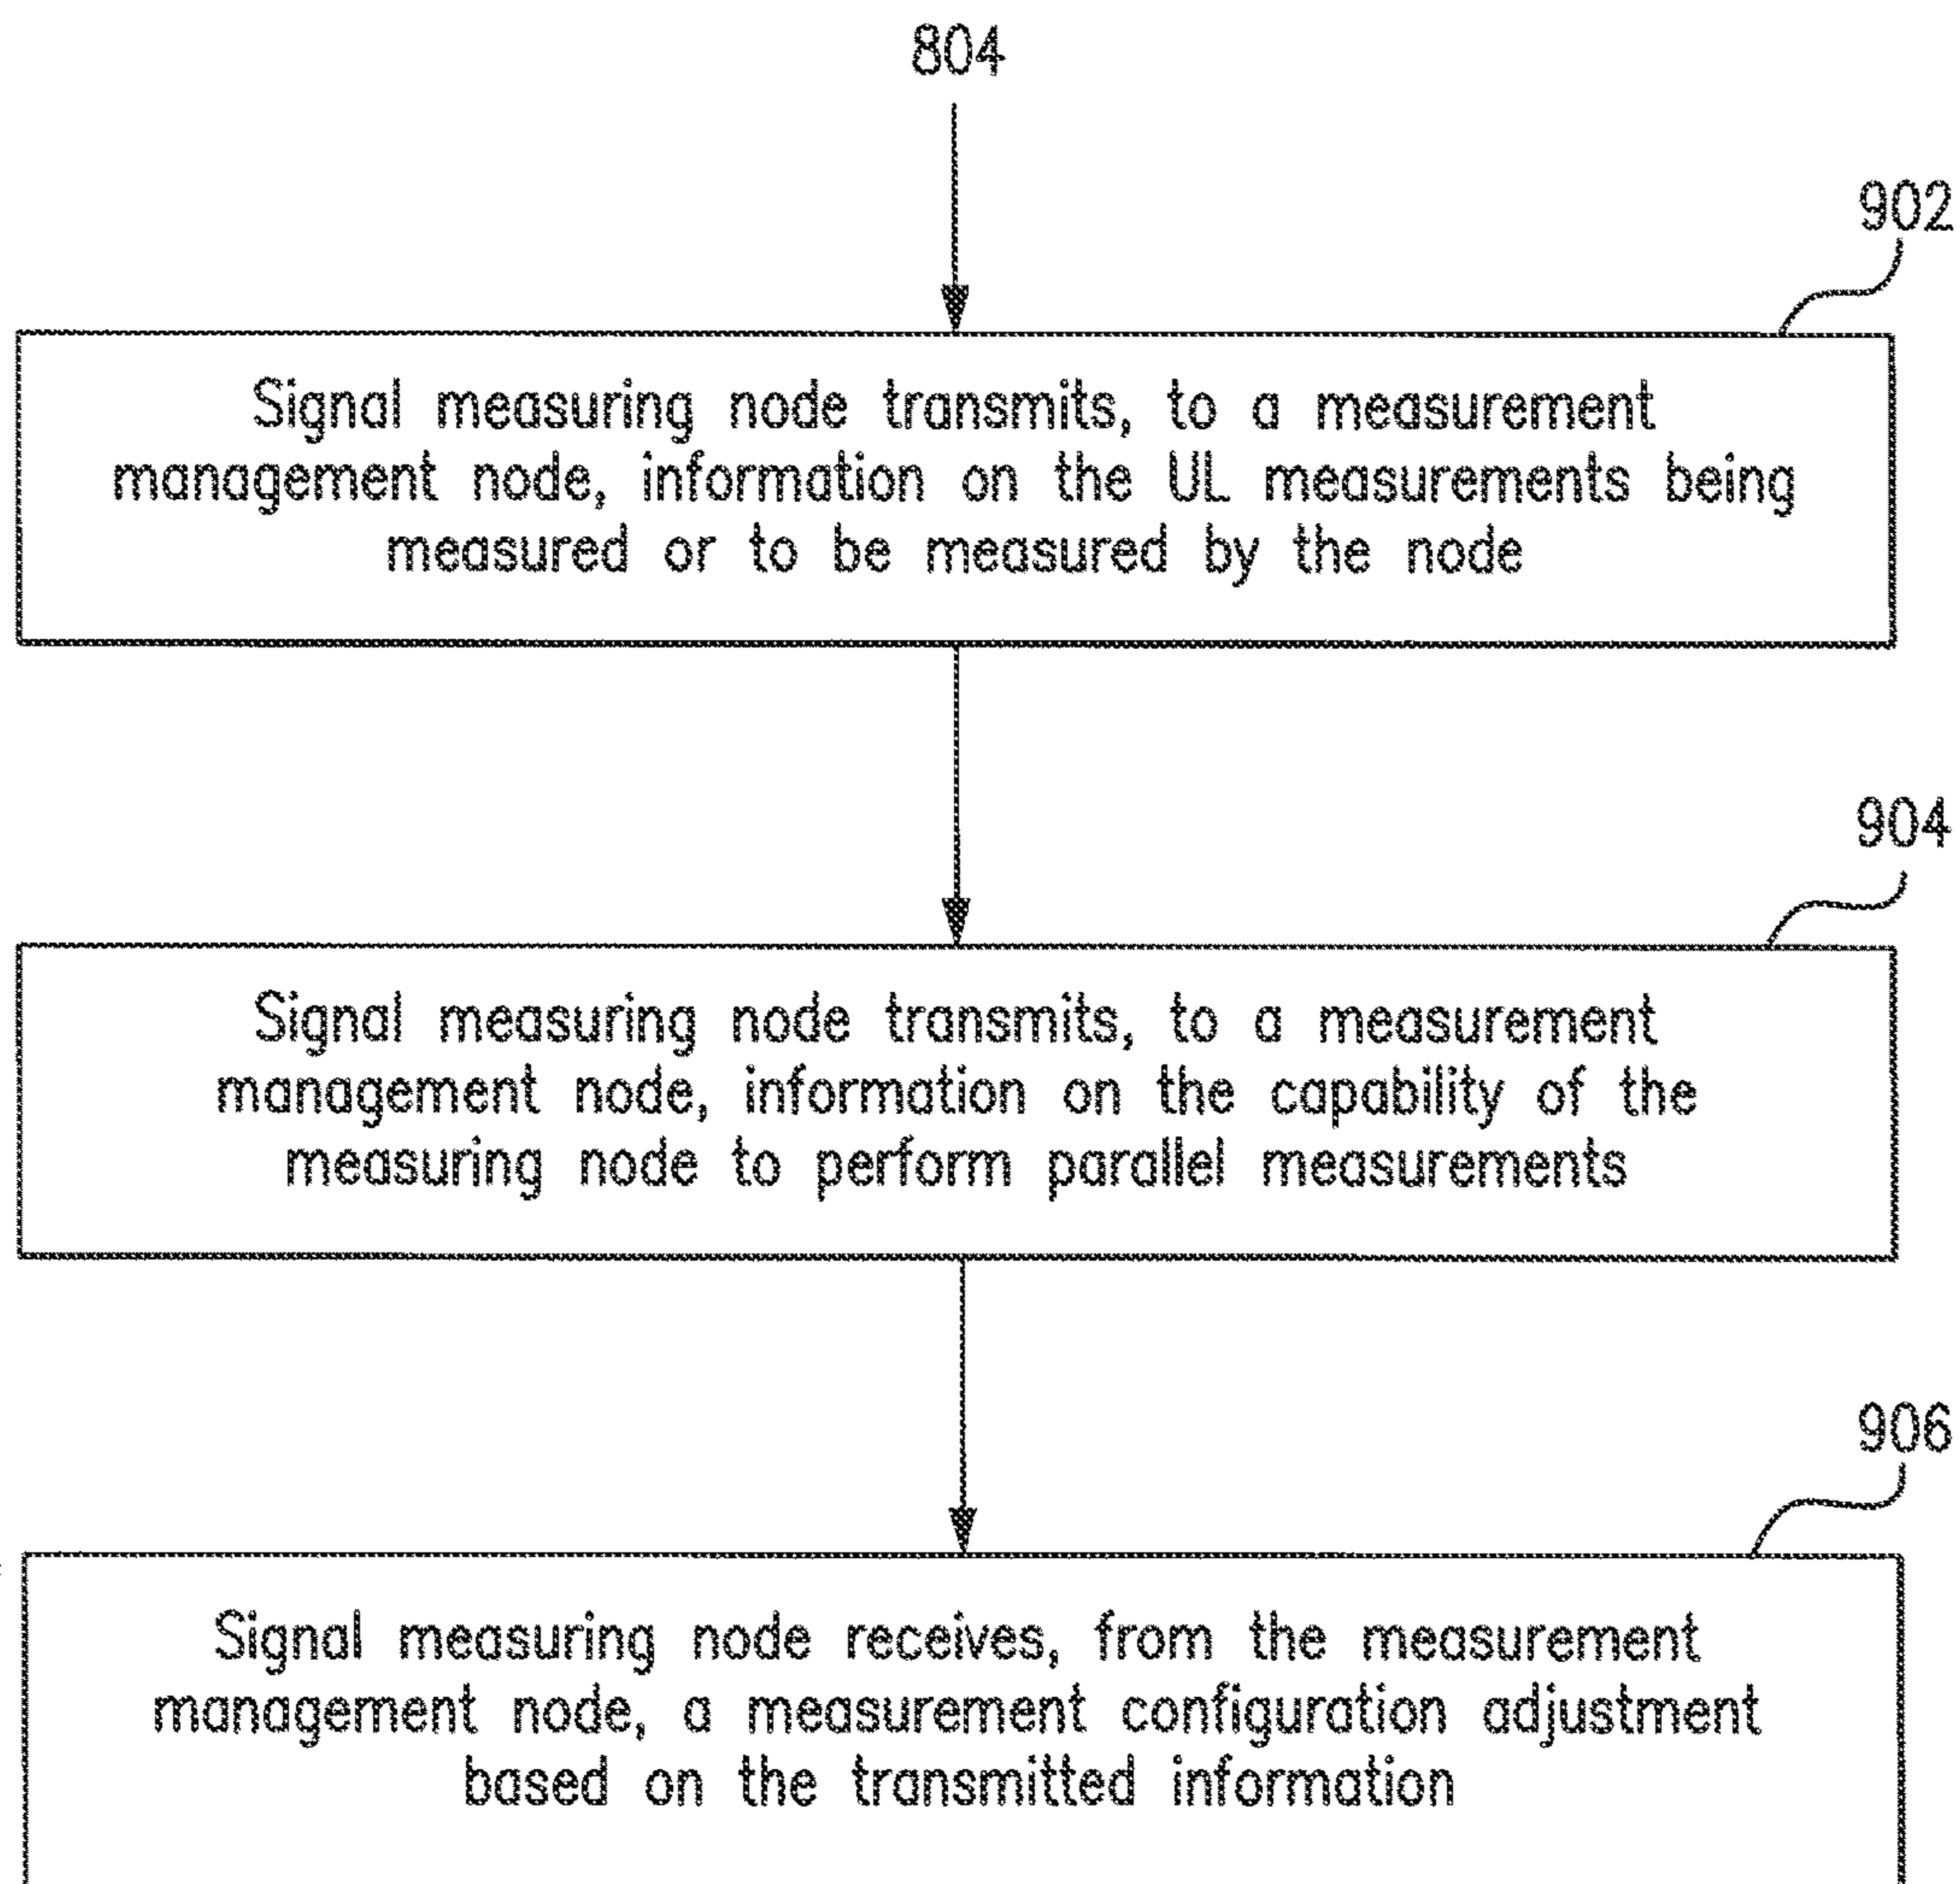 804
902
Signal measuring node transmits, to a measurement
management node, information on the UL measurements being
measured or to be measured by the node
904
Signal measuring node transmits, to a measurement
management node, information on the capability of the
measuring node to perform parallel measurements
906
Signal measuring node receives, from the measurement
management node, a measurement configuration adjustment
based on the transmitted information